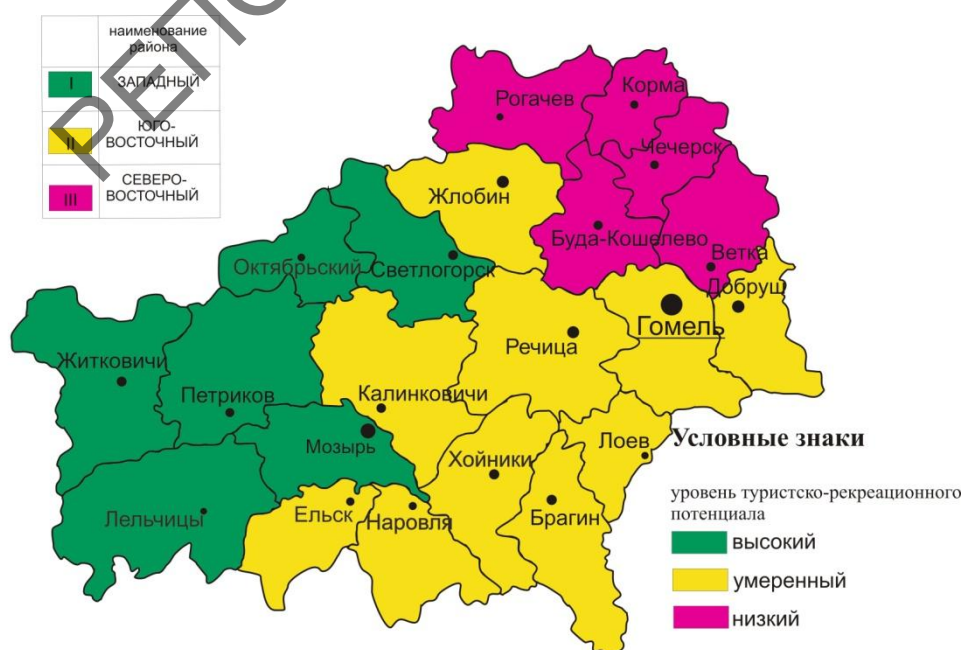 РЕПО
наименование
района
I
ЗАПАДНЫЙ
II
ЮГО-
ВОСТОЧНЫЙ
III
СЕВЕРО-
ВОСТОЧНЫЙ
Рогачев
Корма
Чечерск
Жлобин
Буда-Кошелево
Ветка
Октябрьский
Светлогорск
Добруш
Гомель
Речица
Житковичи
Петриков
Калинковичи
Мозырь
Хойники
Лоев
Лельчицы
Ельск
Наровля
Брагин
Условные знаки
уровень туристско-рекреационного
потенциала
высокий
умеренный
низкий